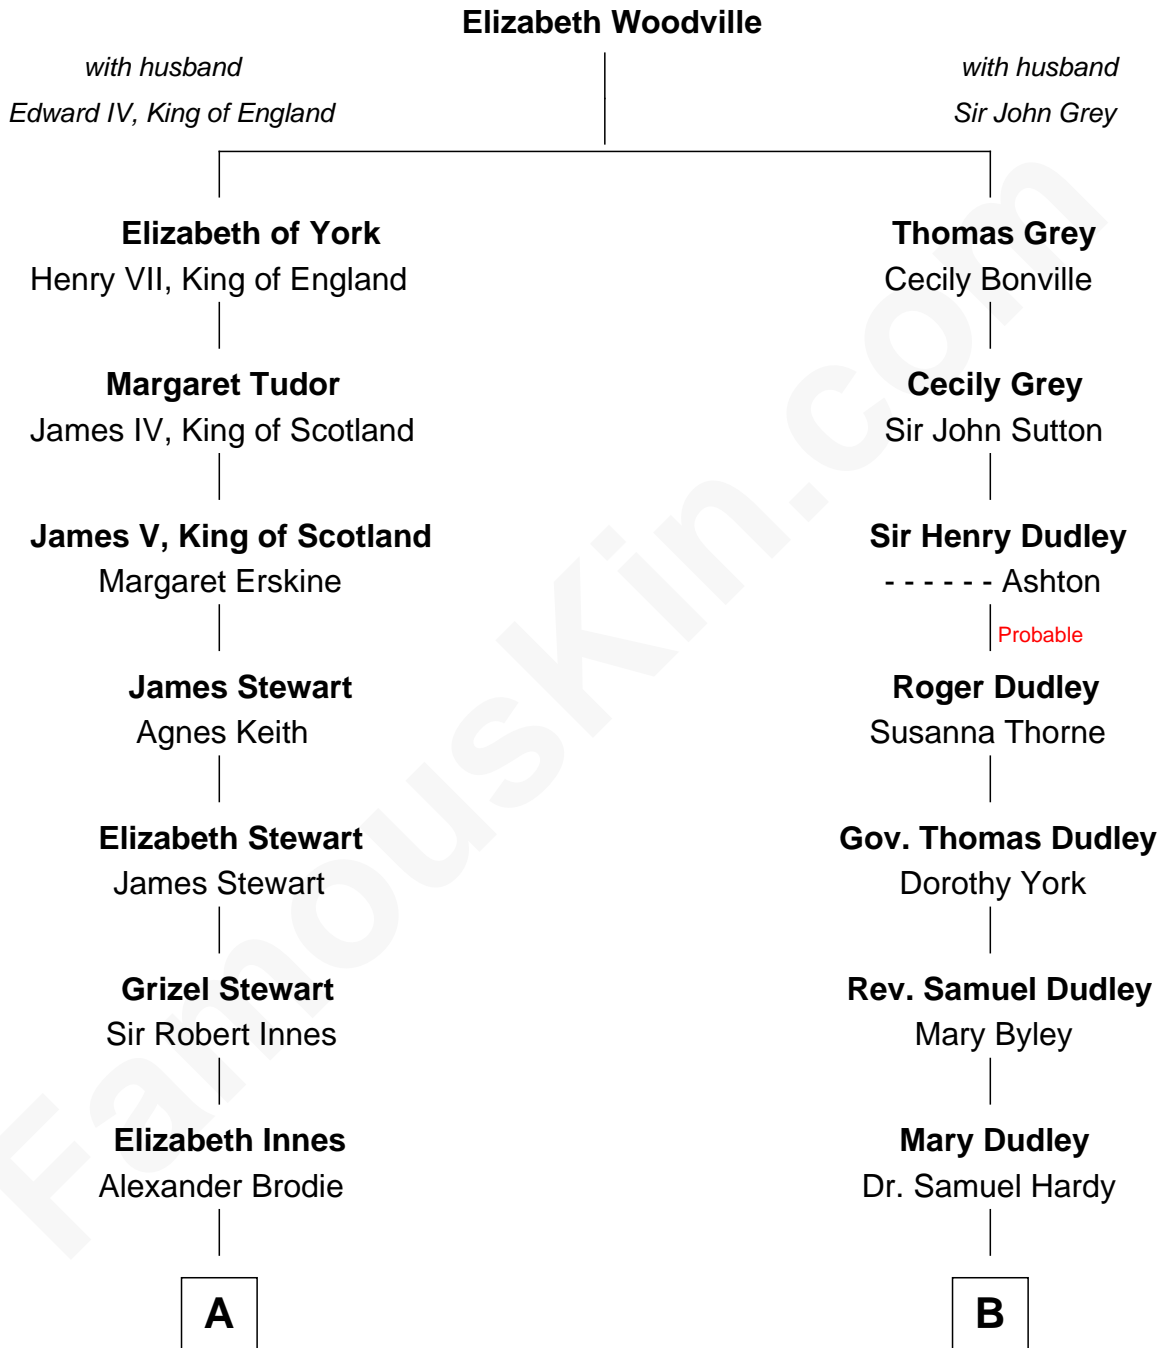 Elizabeth Woodville
with husband
Edward IV, King of England
with husband
Sir John Grey
Elizabeth of York
Henry VII, King of England
Thomas Grey
Cecily Bonville
Margaret Tudor
James IV, King of Scotland
Cecily Grey
Sir John Sutton
James V, King of Scotland
Margaret Erskine
Sir Henry Dudley
- - - - - - Ashton
Probable
James Stewart
Agnes Keith
Roger Dudley
Susanna Thorne
Elizabeth Stewart
James Stewart
Gov. Thomas Dudley
Dorothy York
Grizel Stewart
Sir Robert Innes
Rev. Samuel Dudley
Mary Byley
Elizabeth Innes
Alexander Brodie
Mary Dudley
Dr. Samuel Hardy
A
B
FamousKin.com